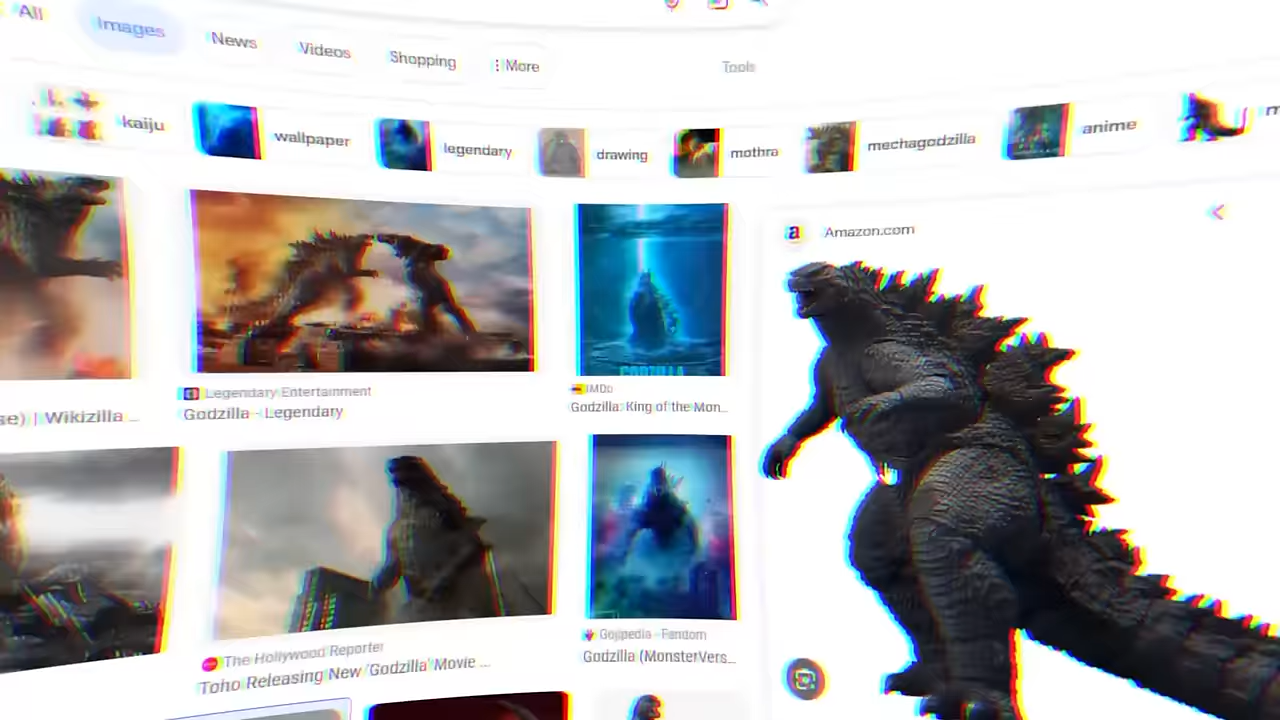 All
Images
News
Videos
Shopping
More
Tools
kaiju
wallpaper
legendary
drawing
mothra
mechagodzilla
anime
m
a Amazon.com
Legendary Entertainment
Godzilla - Legendary
IMDb
Godzilla: King of the Mon...
GODZILLA
se) | Wikizilla ...
The Hollywood Reporter
Toho Releasing New 'Godzilla' Movie ...
Gojipedia - Fandom
Godzilla (MonsterVers...